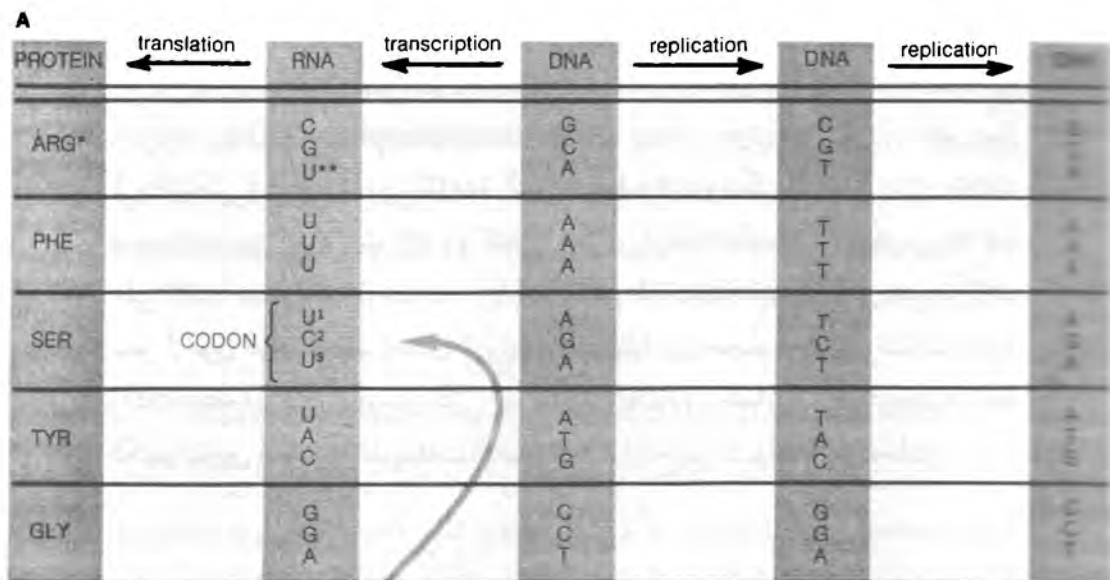 A
translation transcription replication replication
PROTEIN RNA DNA DNA
C G C
ARG* G C G
U** A T
U A T
PHE U A T
U A T
U¹ A T
SER CODON C² G C
U³ A T
U A T
TYR A T A
C G C
G C G
GLY G C G
A T A